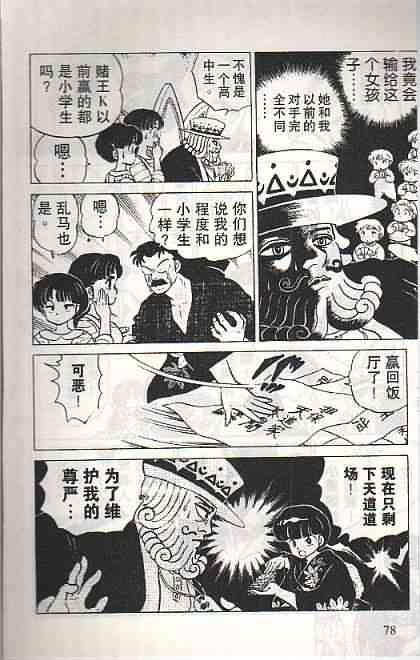 我竟会
输给这
个女孩
子……
她和我
以前的
对手完
全不同
……
不愧是
一个高
中生。
赌王K以
前赢的都
是小学生
吗？
嗯…
你们想
说我的
程度和
小学生
一样？
嗯…
乱马也
是。
赢回饭
厅了！
可恶！
现在只剩
下天道道
场！
为了维
护我的
尊严…
78